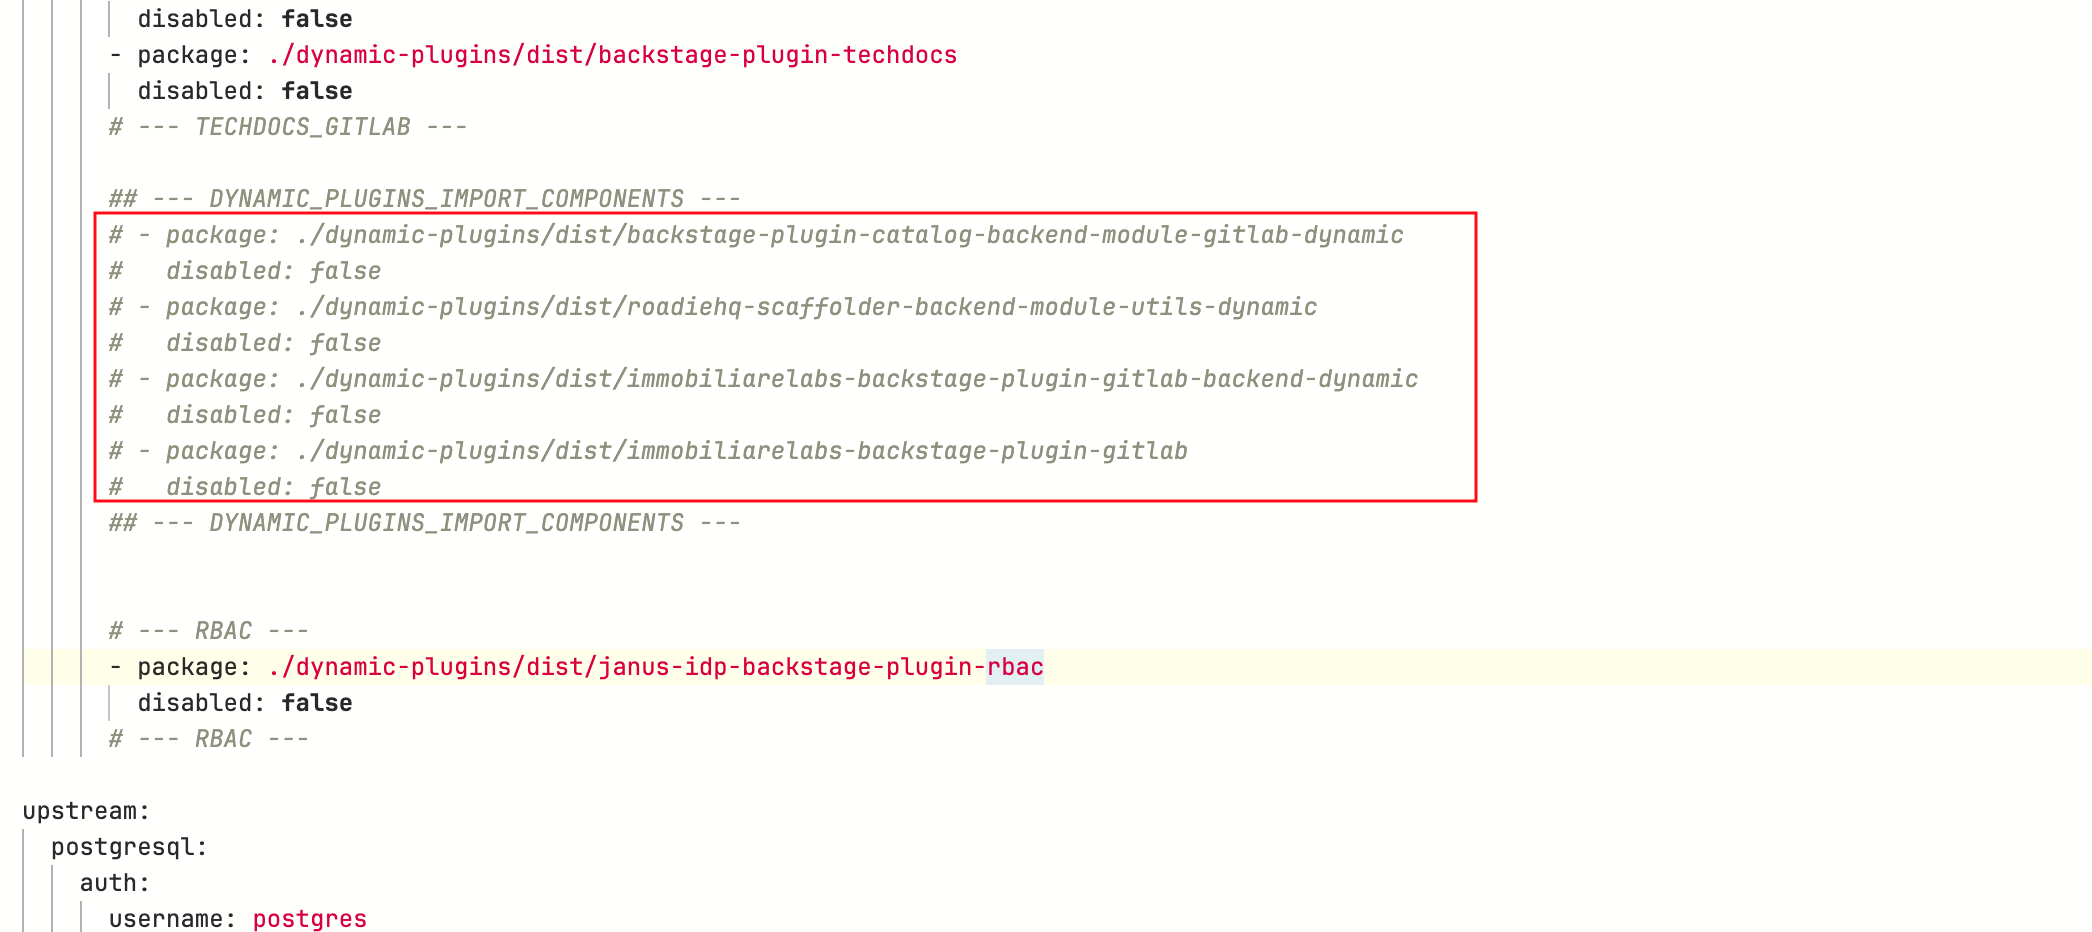 disabled: false
- package: ./dynamic-plugins/dist/backstage-plugin-techdocs
disabled: false
# --- TECHDOCS_GITLAB ---
## --- DYNAMIC_PLUGINS_IMPORT_COMPONENTS ---
# - package: ./dynamic-plugins/dist/backstage-plugin-catalog-backend-module-gitlab-dynamic
#   disabled: false
# - package: ./dynamic-plugins/dist/roadiehq-scaffolder-backend-module-utils-dynamic
#   disabled: false
# - package: ./dynamic-plugins/dist/immobiliarelabs-backstage-plugin-gitlab-backend-dynamic
#   disabled: false
# - package: ./dynamic-plugins/dist/immobiliarelabs-backstage-plugin-gitlab
#   disabled: false
## --- DYNAMIC_PLUGINS_IMPORT_COMPONENTS ---
# --- RBAC ---
- package: ./dynamic-plugins/dist/janus-idp-backstage-plugin-rbac
disabled: false
# --- RBAC ---
upstream:
postgresql:
auth:
username: postgres